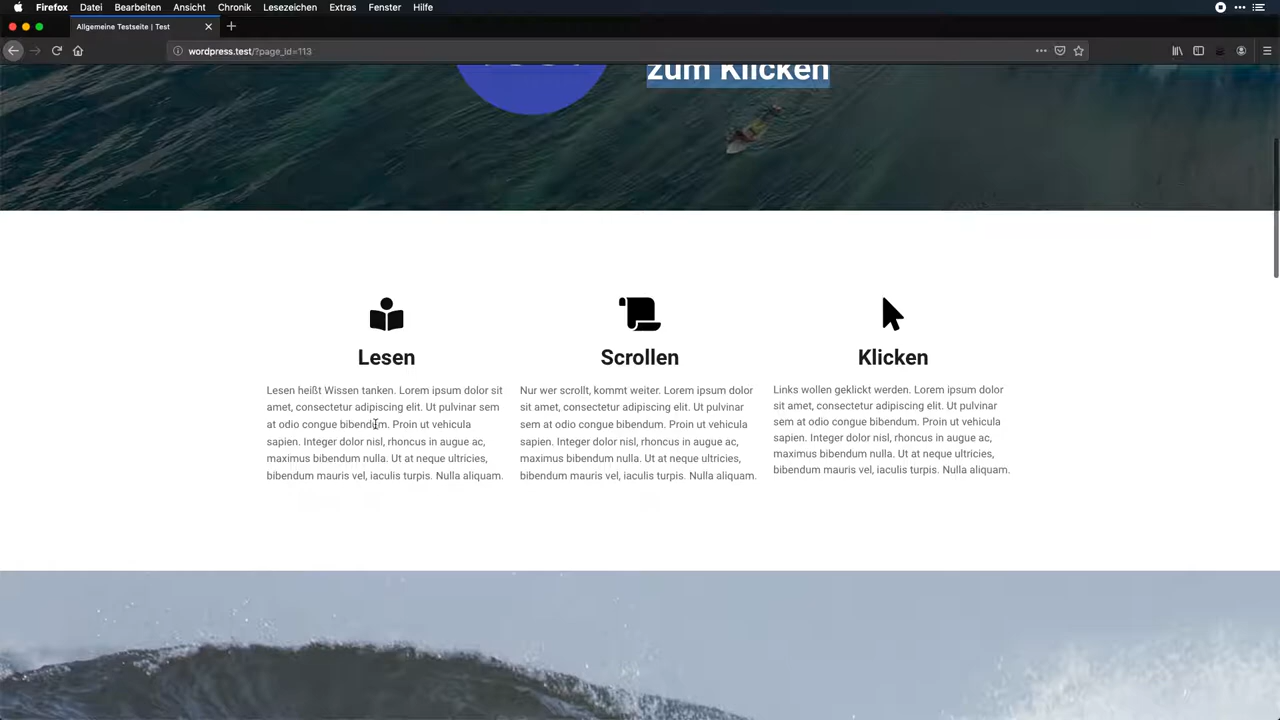 Firefox Datei Bearbeiten Ansicht Chronik Lesezeichen Extras Fenster Hilfe
Allgemeine Testseite | Test
wordpress.test/?page_id=113
zum Klicken
Lesen
Lesen heißt Wissen tanken. Lorem ipsum dolor sit
amet, consectetur adipiscing elit. Ut pulvinar sem
at odio congue bibendum. Proin ut vehicula
sapien. Integer dolor nisl, rhoncus in augue ac,
maximus bibendum nulla. Ut at neque ultricies,
bibendum mauris vel, iaculis turpis. Nulla aliquam.
Scrollen
Nur wer scrollt, kommt weiter. Lorem ipsum dolor
sit amet, consectetur adipiscing elit. Ut pulvinar
sem at odio congue bibendum. Proin ut vehicula
sapien. Integer dolor nisl, rhoncus in augue ac,
maximus bibendum nulla. Ut at neque ultricies,
bibendum mauris vel, iaculis turpis. Nulla aliquam.
Klicken
Links wollen geklickt werden. Lorem ipsum dolor
sit amet, consectetur adipiscing elit. Ut pulvinar
sem at odio congue bibendum. Proin ut vehicula
sapien. Integer dolor nisl, rhoncus in augue ac,
maximus bibendum nulla. Ut at neque ultricies,
bibendum mauris vel, iaculis turpis. Nulla aliquam.